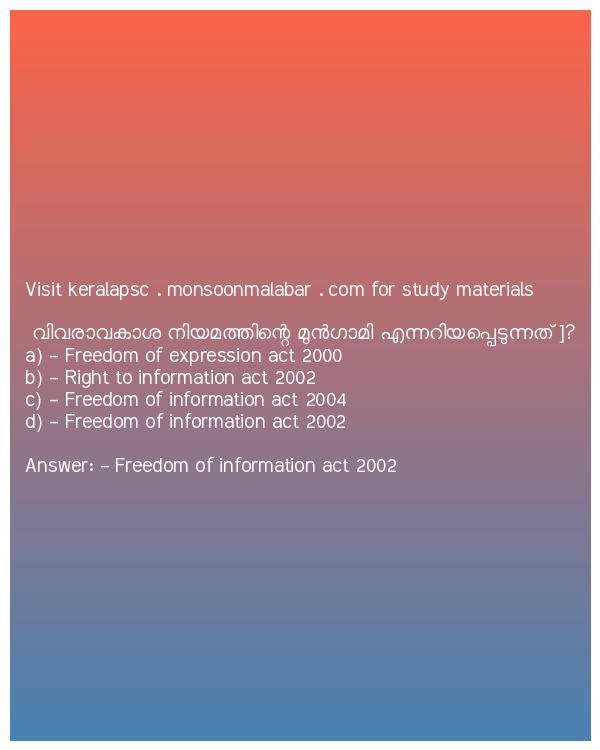 Visit keralapsc . monsoonmalabar . com for study materials
വിവരാവകാശ നിയമത്തിന്റെ മുൻഗാമി എന്നറിയപ്പെടുന്നത് ]?
a) – Freedom of expression act 2000
b) – Right to information act 2002
c) – Freedom of information act 2004
d) – Freedom of information act 2002
Answer: – Freedom of information act 2002